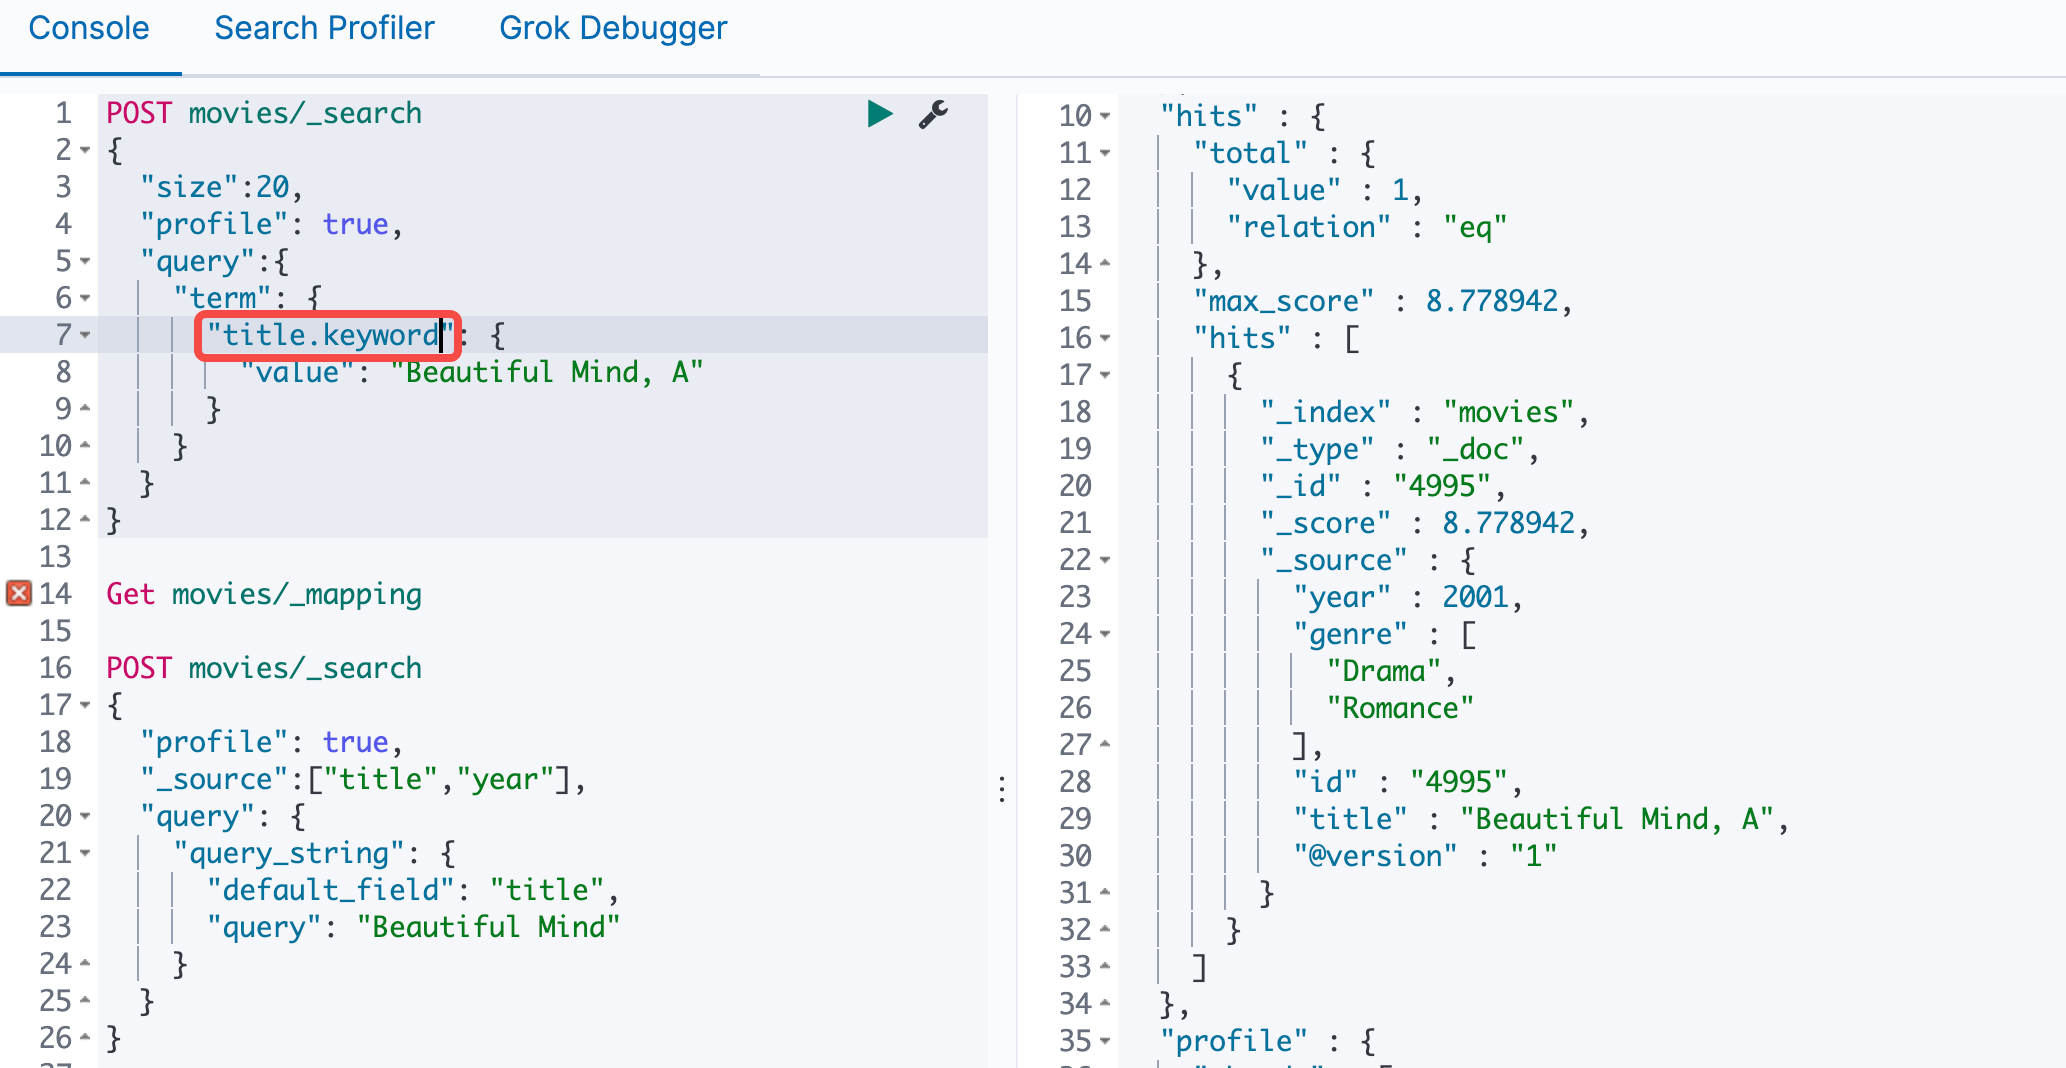 Console Search Profiler Grok Debugger
1 POST movies/_search
2 {
3 "size":20,
4 "profile": true,
5 "query":{
6 "term": {
7 "title.keyword": {
8 "value": "Beautiful Mind, A"
9 }
10 }
11 }
12 }
13
14 Get movies/_mapping
15
16 POST movies/_search
17 {
18 "profile": true,
19 "_source":["title","year"],
20 "query": {
21 "query_string": {
22 "default_field": "title",
23 "query": "Beautiful Mind"
24 }
25 }
26 }
10 "hits" : {
11 "total" : {
12 "value" : 1,
13 "relation" : "eq"
14 },
15 "max_score" : 8.778942,
16 "hits" : [
17 {
18 "_index" : "movies",
19 "_type" : "_doc",
20 "_id" : "4995",
21 "_score" : 8.778942,
22 "_source" : {
23 "year" : 2001,
24 "genre" : [
25 "Drama",
26 "Romance"
27 ],
28 "id" : "4995",
29 "title" : "Beautiful Mind, A",
30 "@version" : "1"
31 }
32 }
33 ]
34 },
35 "profile" : {